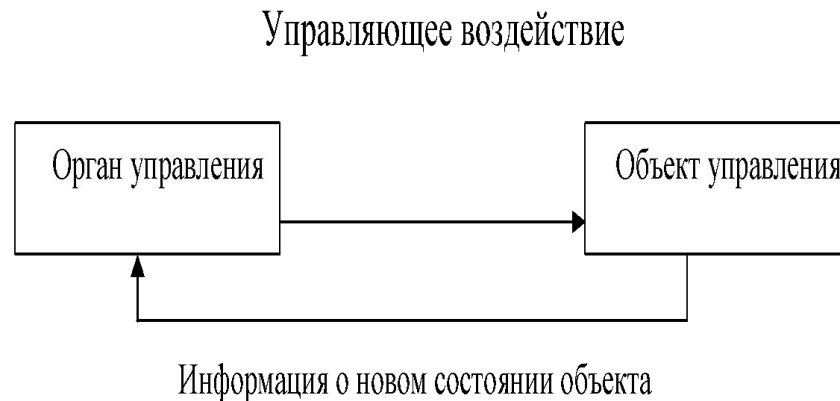 Управляющее воздействие
Орган управления
Объект управления
Информация о новом состоянии объекта